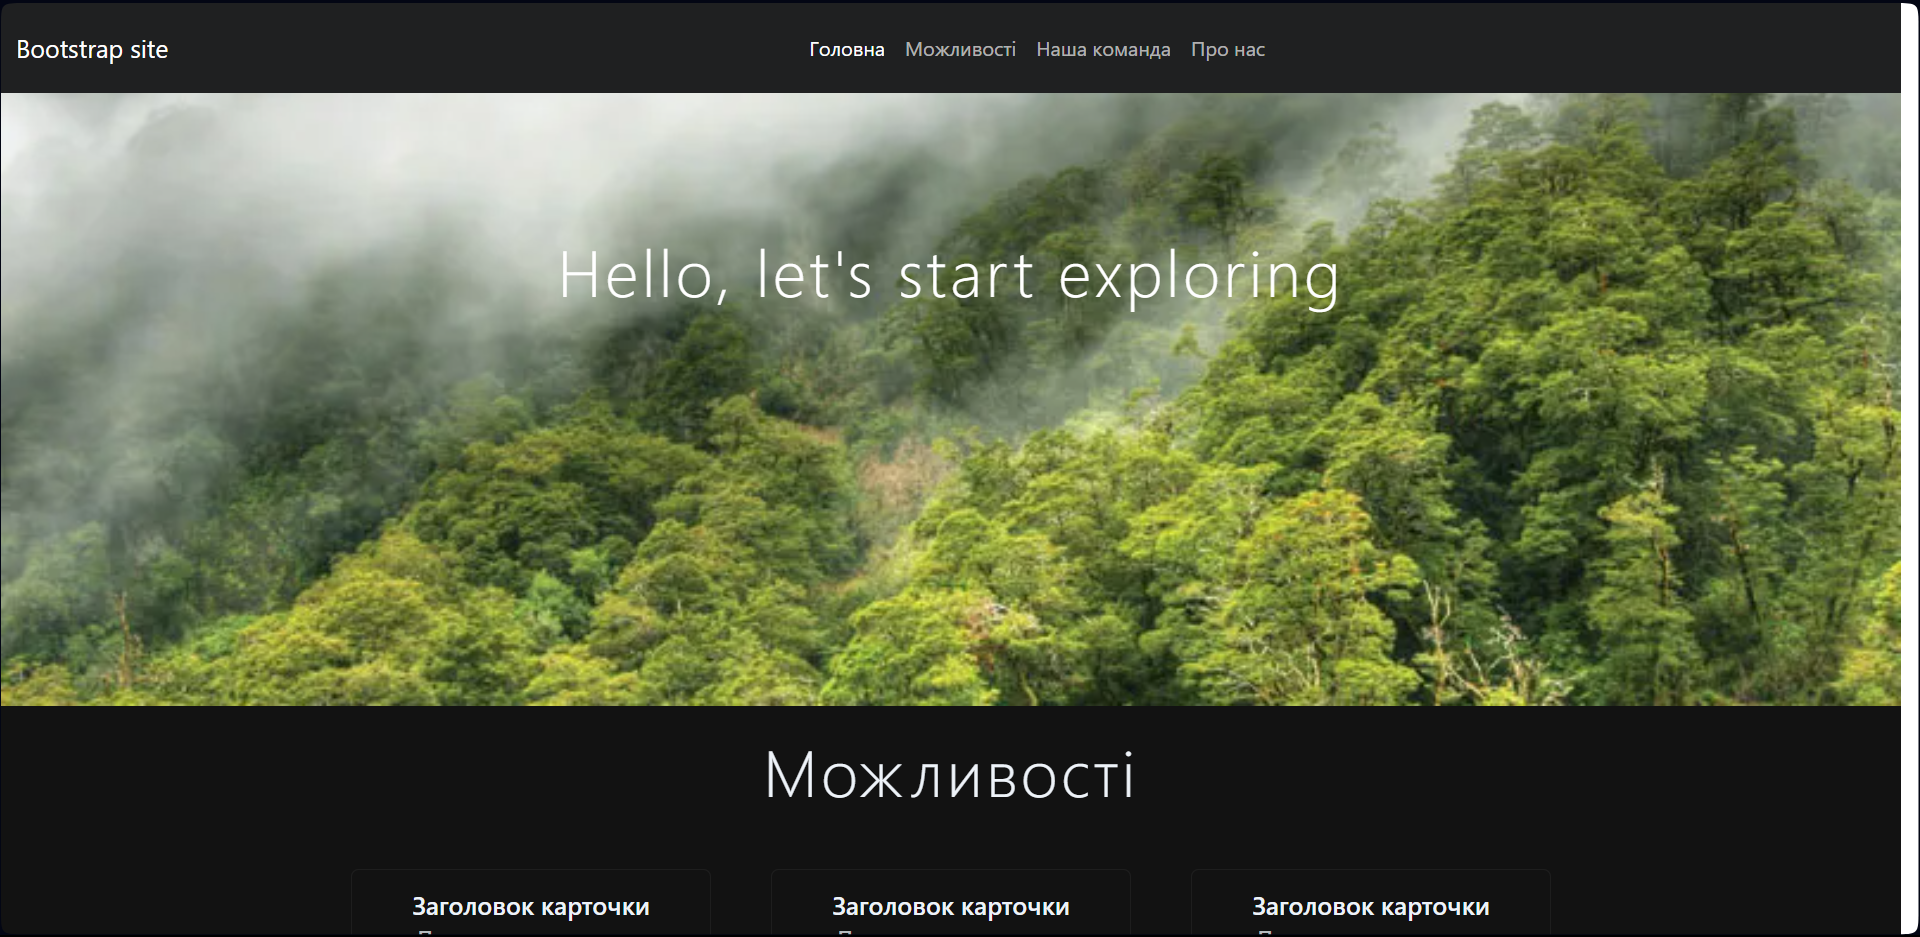 Bootstrap site
Головна Можливості Наша команда Про нас
Hello, let's start exploring
Можливості
Заголовок карточки Заголовок карточки Заголовок карточки